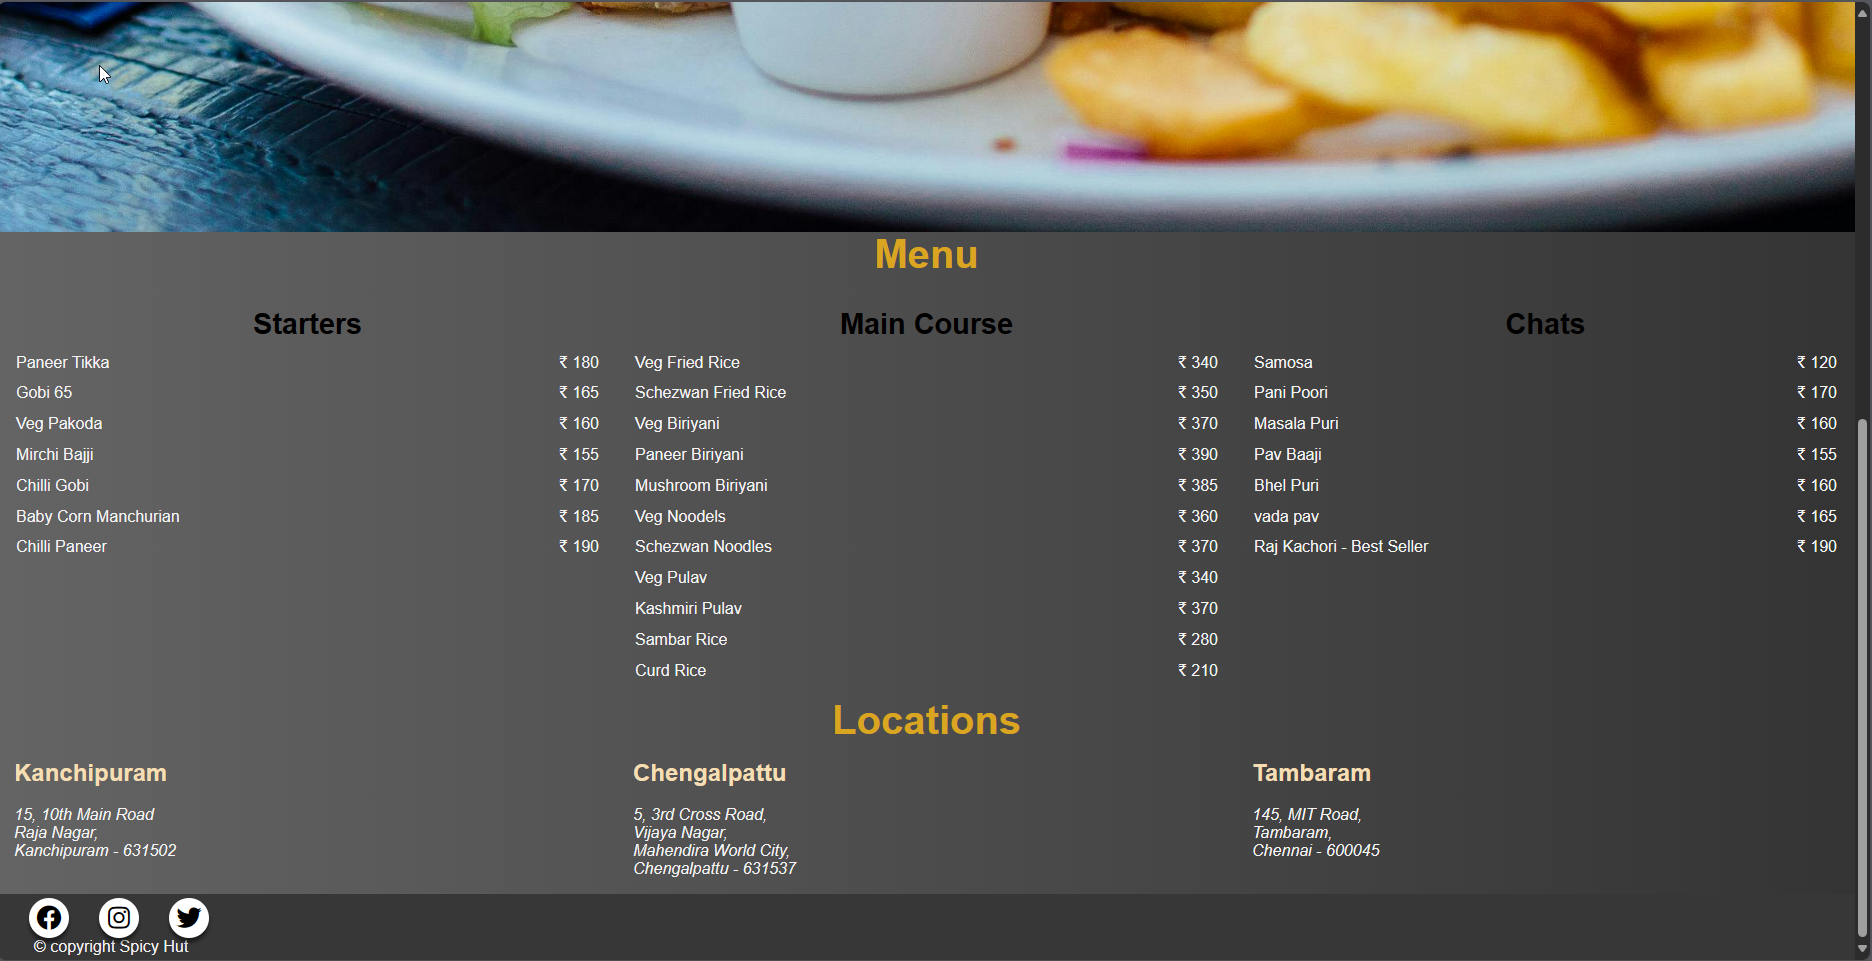 Menu
Starters
Paneer Tikka ₹ 180
Gobi 65 ₹ 165
Veg Pakoda ₹ 160
Mirchi Bajji ₹ 155
Chilli Gobi ₹ 170
Baby Corn Manchurian ₹ 185
Chilli Paneer ₹ 190
Main Course
Veg Fried Rice ₹ 340
Schezwan Fried Rice ₹ 350
Veg Biriyani ₹ 370
Paneer Biriyani ₹ 390
Mushroom Biriyani ₹ 385
Veg Noodels ₹ 360
Schezwan Noodles ₹ 370
Veg Pulav ₹ 340
Kashmiri Pulav ₹ 370
Sambar Rice ₹ 280
Curd Rice ₹ 210
Chats
Samosa ₹ 120
Pani Poori ₹ 170
Masala Puri ₹ 160
Pav Baaji ₹ 155
Bhel Puri ₹ 160
vada pav ₹ 165
Raj Kachori - Best Seller ₹ 190
Locations
Kanchipuram
15, 10th Main Road
Raja Nagar,
Kanchipuram - 631502
Chengalpattu
5, 3rd Cross Road,
Vijaya Nagar,
Mahendira World City,
Chengalpattu - 631537
Tambaram
145, MIT Road,
Tambaram,
Chennai - 600045
© copyright Spicy Hut